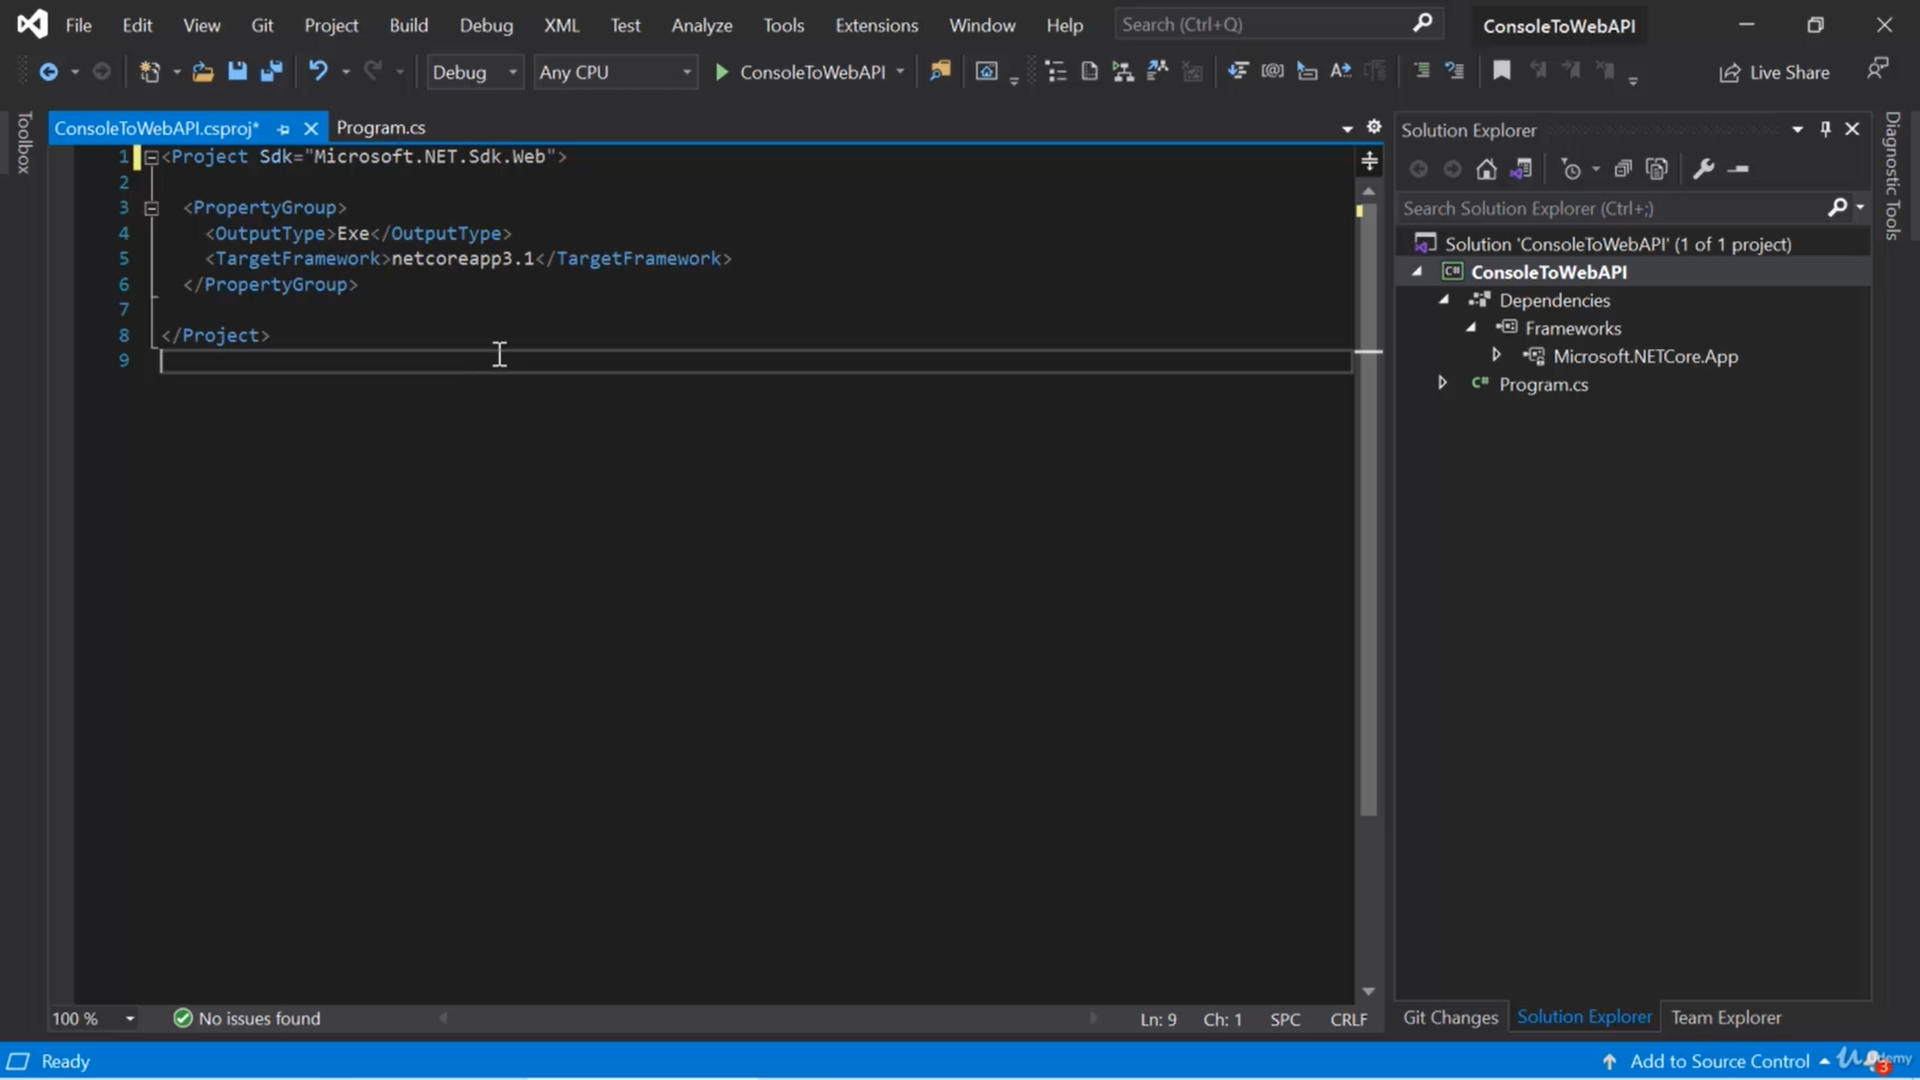 File Edit View Git Project Build Debug XML Test Analyze Tools Extensions Window Help Search (Ctrl+Q) ConsoleToWebAPI
Debug Any CPU ConsoleToWebAPI Live Share
Toolbox
ConsoleToWebAPI.csproj* Program.cs
1 <Project Sdk="Microsoft.NET.Sdk.Web">
2
3 <PropertyGroup>
4 <OutputType>Exe</OutputType>
5 <TargetFramework>netcoreapp3.1</TargetFramework>
6 </PropertyGroup>
7
8 </Project>
9
100 % No issues found Ln: 9 Ch: 1 SPC CRLF
Solution Explorer
Search Solution Explorer (Ctrl+;)
Solution 'ConsoleToWebAPI' (1 of 1 project)
C# ConsoleToWebAPI
Dependencies
Frameworks
Microsoft.NETCore.App
C# Program.cs
Git Changes Solution Explorer Team Explorer
Diagnostic Tools
Ready Add to Source Control 3